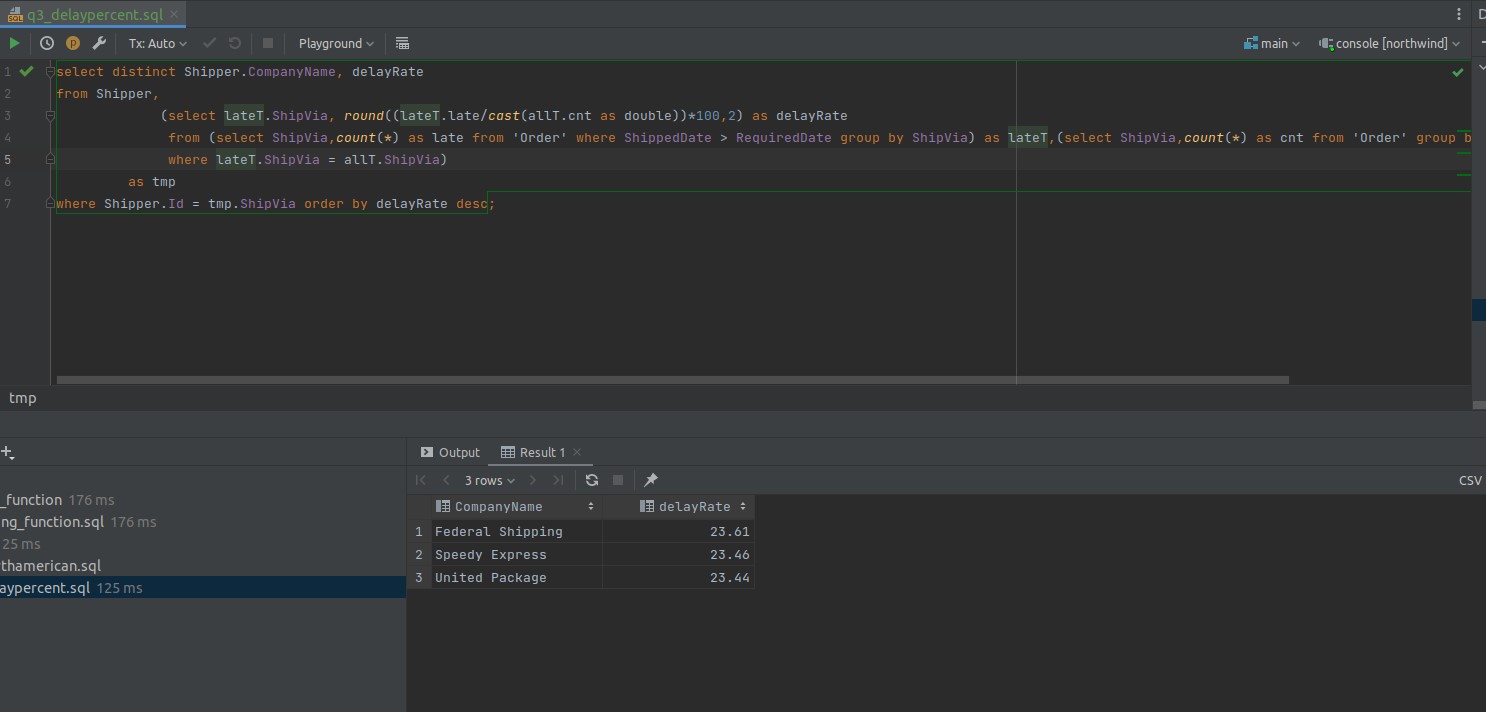 q3_delaypercent.sql
Tx: Auto Playground main console [northwind]
1 select distinct Shipper.CompanyName, delayRate
2 from Shipper,
3 (select lateT.ShipVia, round((lateT.late/cast(allT.cnt as double))*100,2) as delayRate
4 from (select ShipVia,count(*) as late from 'Order' where ShippedDate > RequiredDate group by ShipVia) as lateT,(select ShipVia,count(*) as cnt from 'Order' group b
5 where lateT.ShipVia = allT.ShipVia)
6 as tmp
7 where Shipper.Id = tmp.ShipVia order by delayRate desc;
tmp
_function 176 ms
ng_function.sql 176 ms
25 ms
thamerican.sql
aypercent.sql 125 ms
Output Result 1
3 rows CSV
CompanyName delayRate
1 Federal Shipping 23.61
2 Speedy Express 23.46
3 United Package 23.44